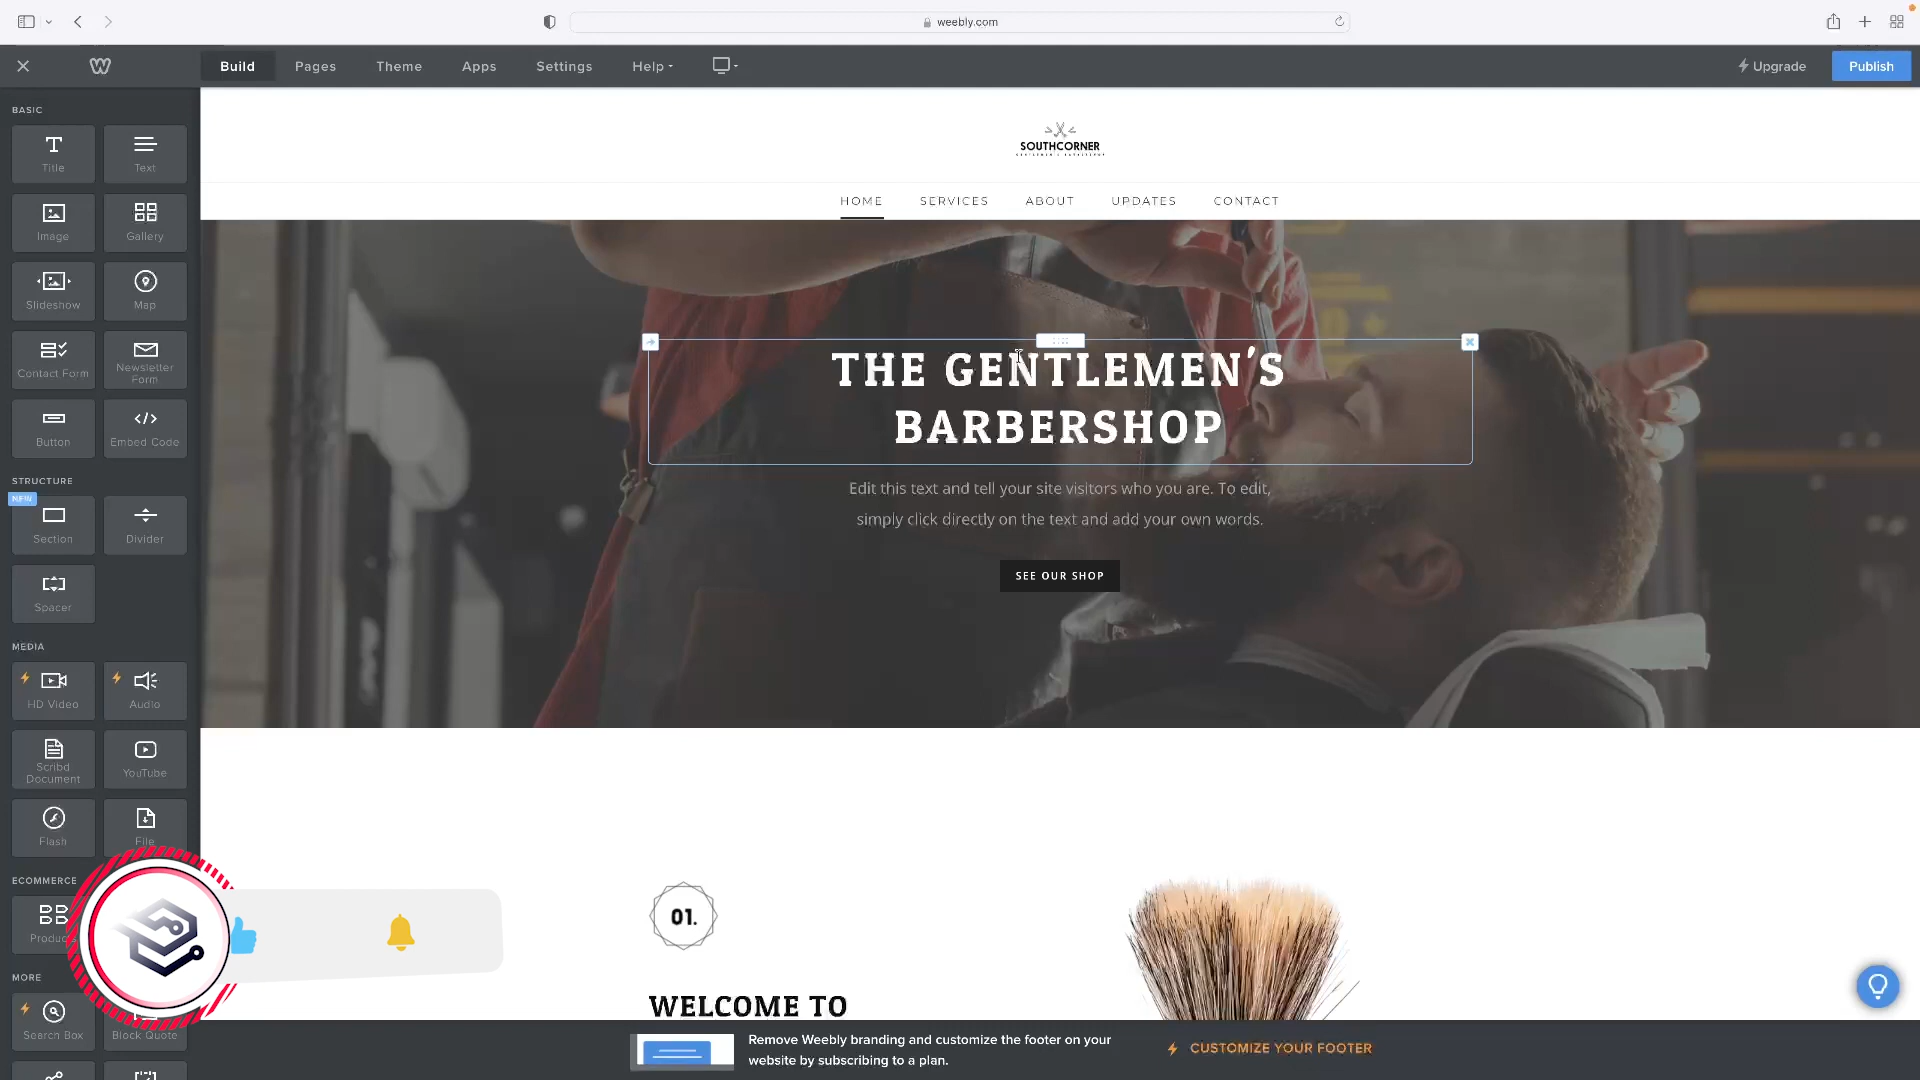 weebly.com
Build
Pages
Theme
Apps
Settings
Help
Upgrade
Publish
BASIC
Title
Text
Image
Gallery
Slideshow
Map
Contact Form
Newsletter
Form
Button
Embed Code
STRUCTURE
NEW
Section
Divider
Spacer
MEDIA
HD Video
Audio
Scribd
Document
YouTube
Flash
File
ECOMMERCE
MORE
Search Box
Block Quote
SOUTHCORNER
HOME
SERVICES
ABOUT
UPDATES
CONTACT
THE GENTLEMEN'S
BARBERSHOP
Edit this text and tell your site visitors who you are. To edit,
simply click directly on the text and add your own words.
SEE OUR SHOP
01.
WELCOME TO
Remove Weebly branding and customize the footer on your
website by subscribing to a plan.
CUSTOMIZE YOUR FOOTER